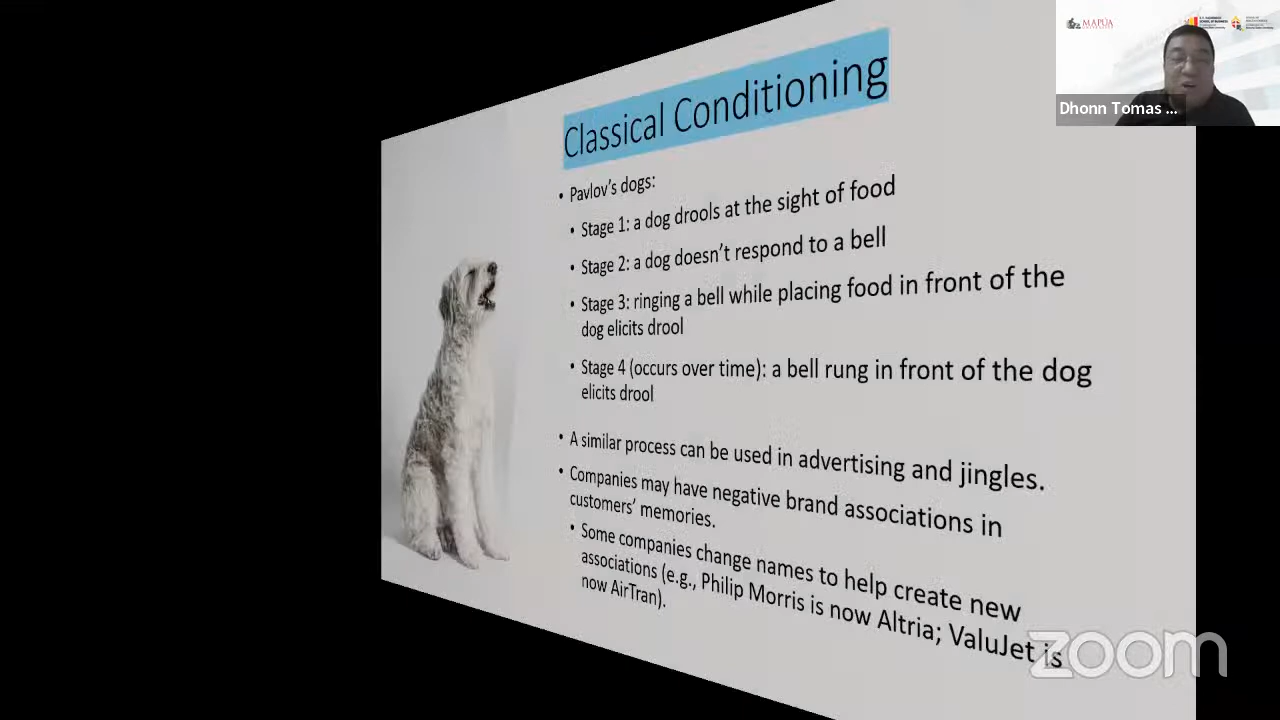 MAPÚA
Dhonn Tomas ...
Classical Conditioning
• Pavlov's dogs:
• Stage 1: a dog drools at the sight of food
• Stage 2: a dog doesn't respond to a bell
• Stage 3: ringing a bell while placing food in front of the
dog elicits drool
• Stage 4 (occurs over time): a bell rung in front of the dog
elicits drool
• A similar process can be used in advertising and jingles.
• Companies may have negative brand associations in
customers' memories.
• Some companies change names to help create new
associations (e.g., Philip Morris is now Altria; ValuJet is
now AirTran).
zoom